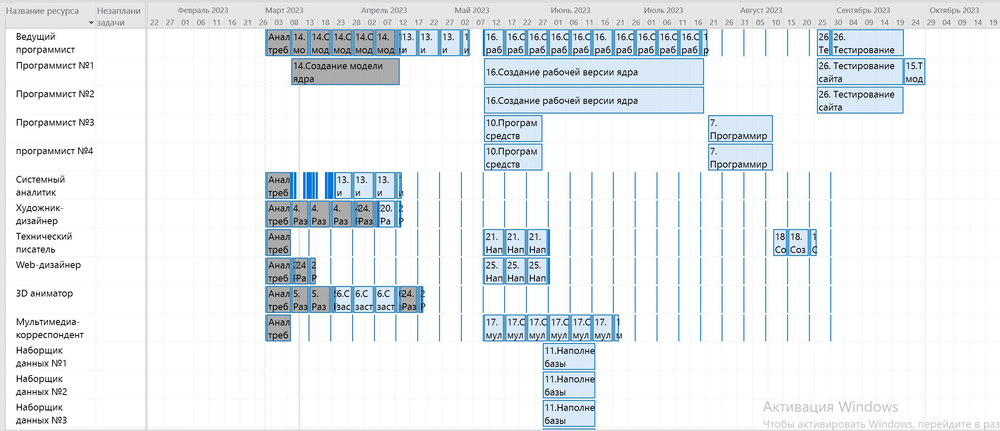 Название ресурса
Незаплани
задачи
Февраль 2023 Март 2023 Апрель 2023 Май 2023 Июнь 2023 Июль 2023 Август 2023 Сентябрь 2023 Октябрь 2023
22 27 01 06 11 16 21 26 03 08 13 18 23 28 02 07 12 17 22 27 02 07 12 17 22 27 01 06 11 16 21 26 01 06 11 16 21 26 31 05 10 15 20 25 30 04 09 14 19 24 29 04 09 14 19
Ведущий
программист
Анал 14. 14.С 14.С 14.С 14. 13. 13. 13. 1 16. 16.С 16.С 16.С 16.С 16. 16.С 16.С 16.С 16.С 1 26 26.
треб мо мод мод мод мод и и и и раб раб раб раб раб раб раб раб раб раб р Те Тестирование
Программист №1
14.Создание модели
ядра
16.Создание рабочей версии ядра
26. Тестирование
сайта
15.Т
мод
Программист №2
16.Создание рабочей версии ядра
26. Тестирование
сайта
Программист №3
10.Програм
средств
7.
Программир
программист №4
10.Програм
средств
7.
Программир
Системный
аналитик
Анал 13. 13. 13.
треб и и и и
Художник-
дизайнер
Анал 4. 4. 4. 24. 20. 2
треб Раз Раз Раз Раз Ра Р
Технический
писатель
Анал 21. 21. 21. 18 18. 1
треб Нап Нап Нап Со Соз С
Web-дизайнер
Анал 24 2 25. 25. 25.
треб Ра Р Нап Нап Нап
3D аниматор
Анал 5. 5. 6.С 6.С 6.С 24. 2
треб Раз Раз зас заст заст Раз Р
Мультимедиа-
корреспондент
Анал 17. 17.С 17.С 17.С 17.С 17. 1
треб мул мул мул мул мул мул м
Наборщик
данных №1
11.Наполне
базы
Наборщик
данных №2
11.Наполне
базы
Наборщик
данных №3
11.Наполне
базы
Активация Windows
Чтобы активировать Windows, перейдите в раз